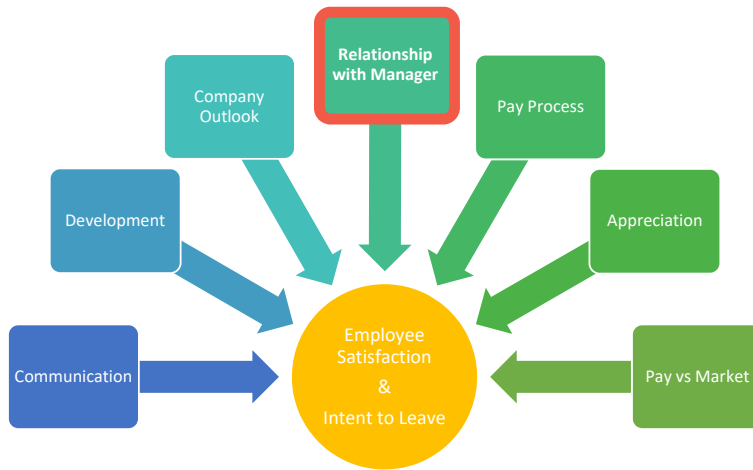 Relationship
with Manager
Company
Outlook
Pay Process
Development
Appreciation
Communication
Employee
Satisfaction
&
Intent to Leave
Pay vs Market